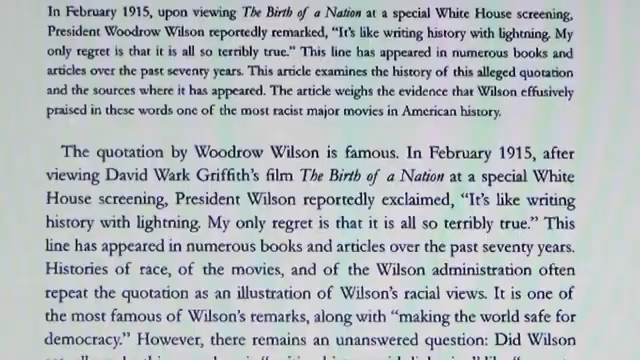 In February 1915, upon viewing The Birth of a Nation at a special White House screening,
President Woodrow Wilson reportedly remarked, “It’s like writing history with lightning. My
only regret is that it is all so terribly true.” This line has appeared in numerous books and
articles over the past seventy years. This article examines the history of this alleged quotation
and the sources where it has appeared. The article weighs the evidence that Wilson effusively
praised in these words one of the most racist major movies in American history.
The quotation by Woodrow Wilson is famous. In February 1915, after
viewing David Wark Griffith’s film The Birth of a Nation at a special White
House screening, President Wilson reportedly exclaimed, “It’s like writing
history with lightning. My only regret is that it is all so terribly true.” This
line has appeared in numerous books and articles over the past seventy years.
Histories of race, of the movies, and of the Wilson administration often
repeat the quotation as an illustration of Wilson’s racial views. It is one of
the most famous of Wilson’s remarks, along with “making the world safe for
democracy.” However, there remains an unanswered question: Did Wilson